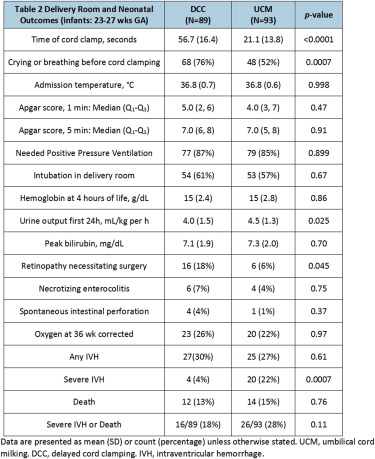 Table 2 Delivery Room and Neonatal Outcomes (infants: 23-27 wks GA) | DCC (N=89) | UCM (N=93) | p-value
Time of cord clamp, seconds | 56.7 (16.4) | 21.1 (13.8) | <0.0001
Crying or breathing before cord clamping | 68 (76%) | 48 (52%) | 0.0007
Admission temperature, °C | 36.8 (0.7) | 36.8 (0.6) | 0.998
Apgar score, 1 min: Median (Q₁-Q₃) | 5.0 (2, 6) | 4.0 (3, 7) | 0.47
Apgar score, 5 min: Median (Q₁-Q₃) | 7.0 (6, 8) | 7.0 (5, 8) | 0.91
Needed Positive Pressure Ventilation | 77 (87%) | 79 (85%) | 0.899
Intubation in delivery room | 54 (61%) | 53 (57%) | 0.67
Hemoglobin at 4 hours of life, g/dL | 15 (2.4) | 15 (2.8) | 0.86
Urine output first 24h, mL/kg per h | 4.0 (1.5) | 4.5 (1.3) | 0.025
Peak bilirubin, mg/dL | 7.1 (1.9) | 7.3 (2.0) | 0.70
Retinopathy necessitating surgery | 16 (18%) | 6 (6%) | 0.045
Necrotizing enterocolitis | 6 (7%) | 4 (4%) | 0.75
Spontaneous intestinal perforation | 4 (4%) | 1 (1%) | 0.37
Oxygen at 36 wk corrected | 23 (26%) | 20 (22%) | 0.97
Any IVH | 27(30%) | 25 (27%) | 0.61
Severe IVH | 4 (4%) | 20 (22%) | 0.0007
Death | 12 (13%) | 14 (15%) | 0.76
Severe IVH or Death | 16/89 (18%) | 26/93 (28%) | 0.11
Data are presented as mean (SD) or count (percentage) unless otherwise stated. UCM, umbilical cord
milking. DCC, delayed cord clamping. IVH, intraventricular hemorrhage.